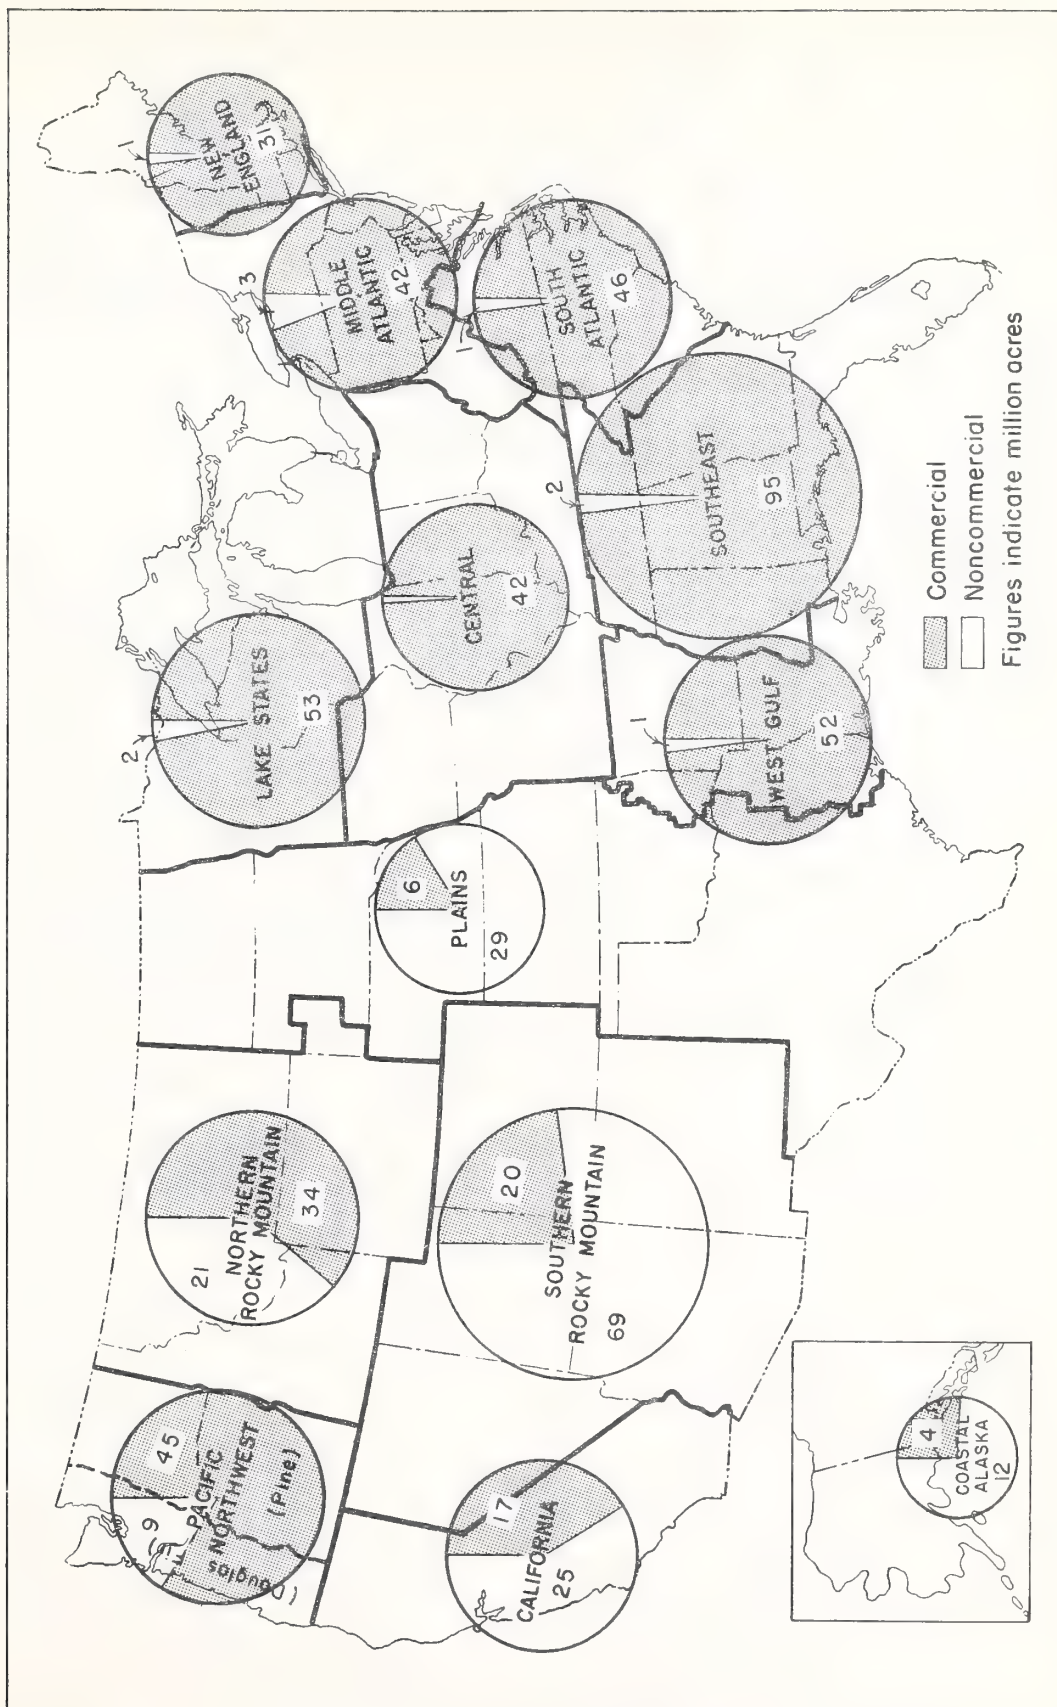 9
45
PACIFIC
NORTHWEST
(Douglas
fir)
(Pine)
21
NORTHERN
ROCKY MOUNTAIN
34
17
CALIFORNIA
25
20
SOUTHERN
ROCKY MOUNTAIN
69
6
PLAINS
29
2
LAKE STATES
53
CENTRAL
42
1
WEST GULF
52
2
SOUTHEAST
95
3
MIDDLE
ATLANTIC
42
1
NEW
ENGLAND
31
1
SOUTH
ATLANTIC
46
4
COASTAL
ALASKA
12
Commercial
Noncommercial
Figures indicate million acres